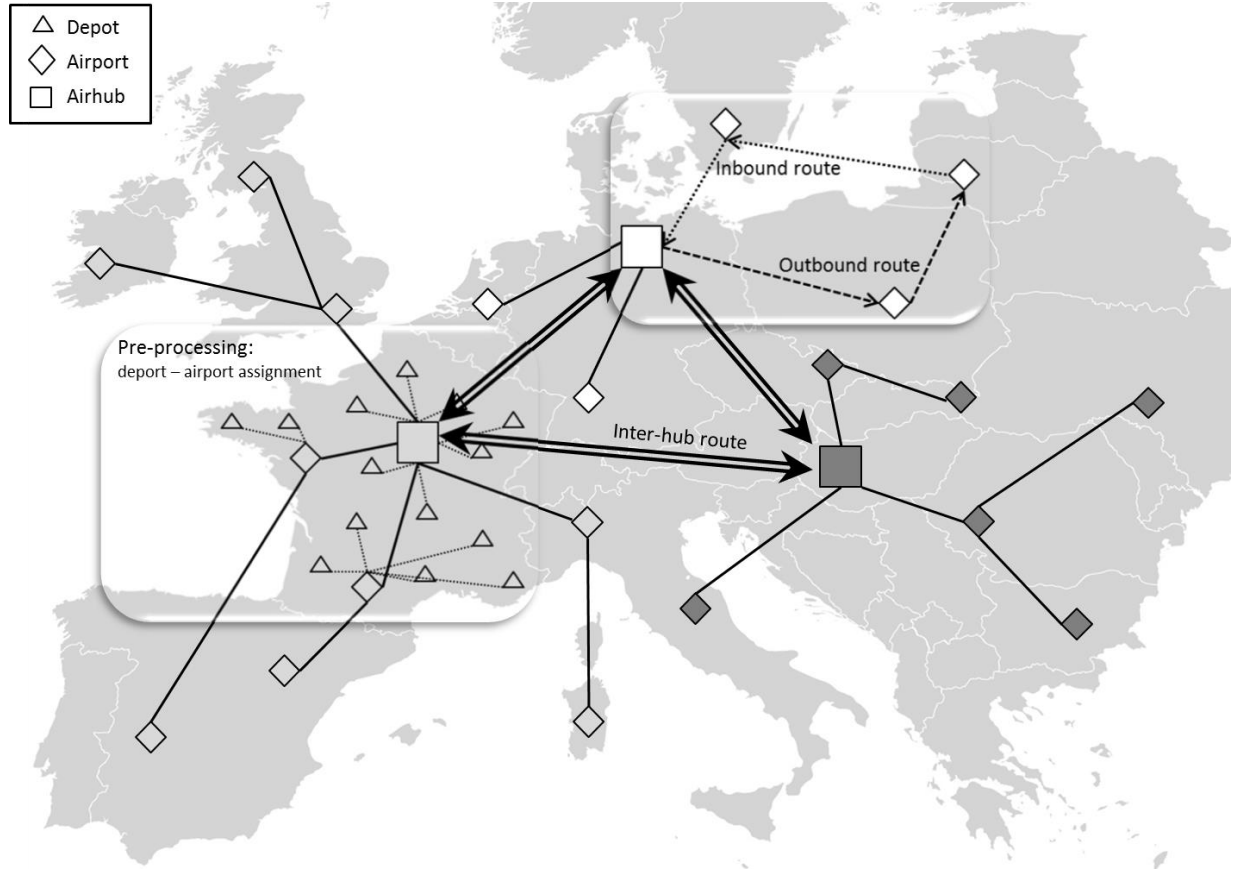 Depot
Airport
Airhub
Inbound route
Outbound route
Pre-processing:
deport – airport assignment
Inter-hub route